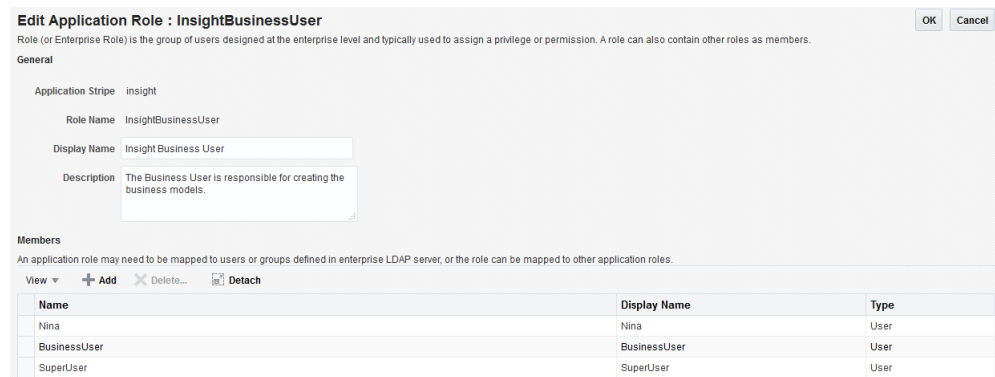 Edit Application Role : InsightBusinessUser
OK Cancel
Role (or Enterprise Role) is the group of users designed at the enterprise level and typically used to assign a privilege or permission. A role can also contain other roles as members.
General
Application Stripe insight
Role Name InsightBusinessUser
Display Name Insight Business User
Description The Business User is responsible for creating the
business models.
Members
An application role may need to be mapped to users or groups defined in enterprise LDAP server, or the role can be mapped to other application roles.
View Add Delete... Detach
Name Display Name Type
Nina Nina User
BusinessUser BusinessUser User
SuperUser SuperUser User